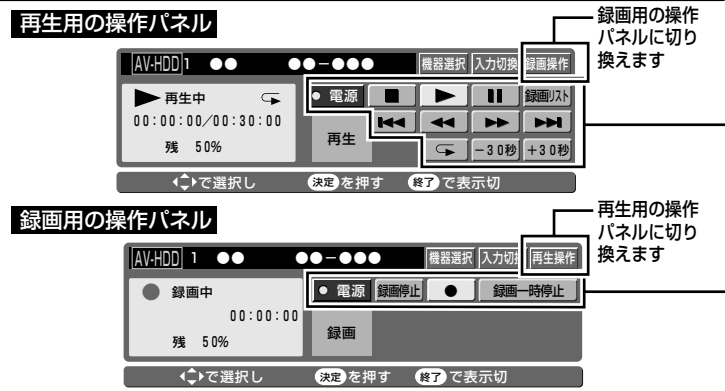 再生用の操作パネル
録画用の操作
パネルに切り
換えます
AV-HDD 1 ●● ●●-●●● 機器選択 入力切換 録画操作
再生中
00:00:00/00:30:00
残 50%
電源 録画リスト
再生
-30秒 +30秒
で選択し 決定を押す 終了で表示切
録画用の操作パネル
再生用の操作
パネルに切り
換えます
AV-HDD 1 ●● ●●-●●● 機器選択 入力切 再生操作
録画中
00:00:00
残 50%
電源 録画停止 ● 録画一時停止
録画
で選択し 決定を押す 終了で表示切